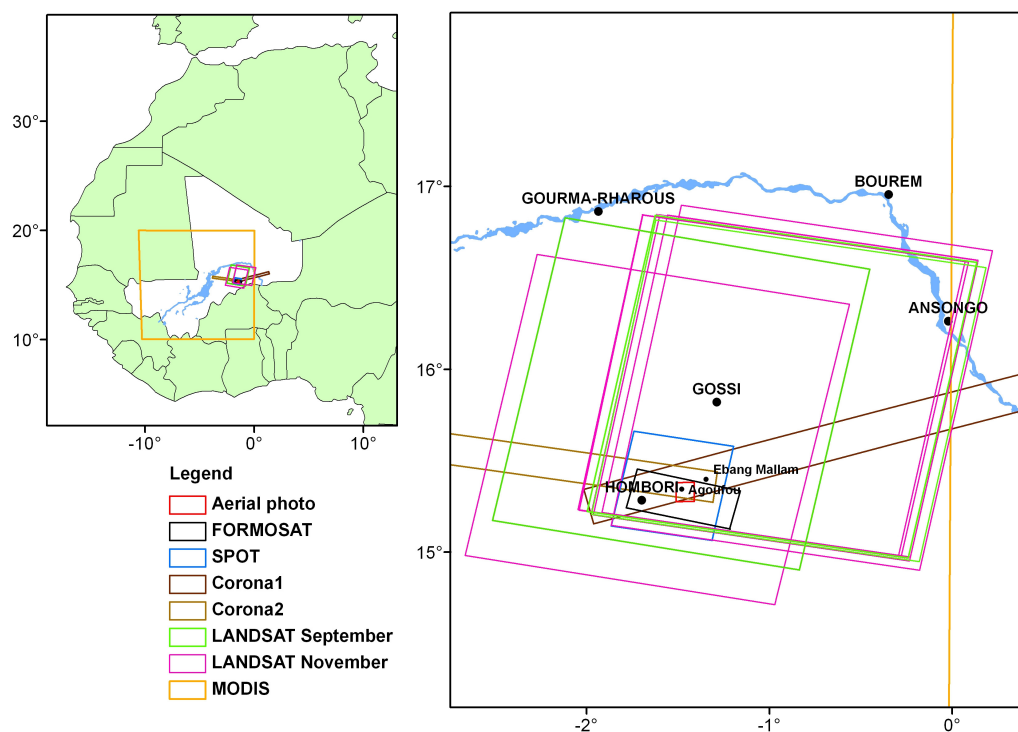 30°
20°
10°
-10°
0°
10°
Legend
Aerial photo
FORMOSAT
SPOT
Corona1
Corona2
LANDSAT September
LANDSAT November
MODIS
17°
16°
15°
GOURMA-RHAROUS
BOUREM
ANSONGO
GOSSI
Ebang Mallam
HOMBORI
Agoufou
-2°
-1°
0°